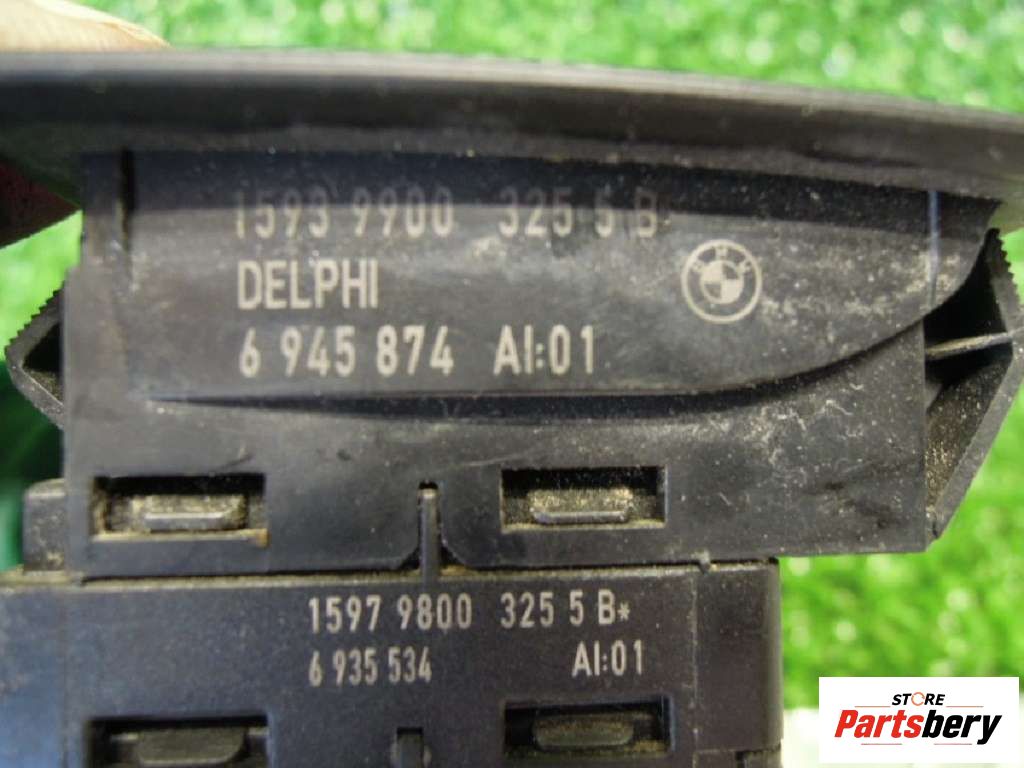 1593 9900 325 5 B*
DELPHI
BMW
6 945 874 AI:01
1597 9800 325 5 B*
6 935 534 AI:01
STORE
Partsbery